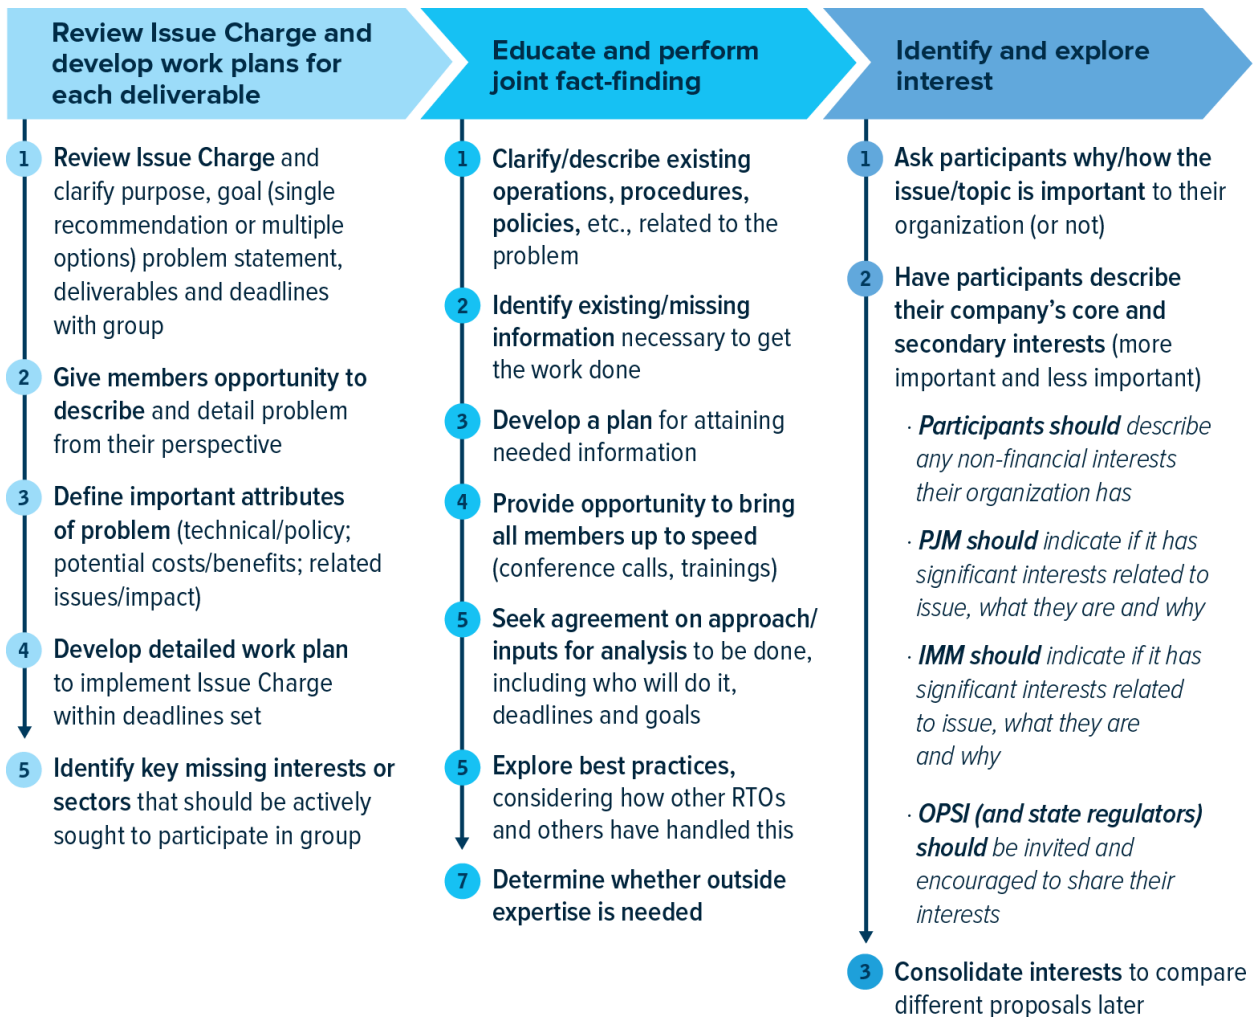 Review Issue Charge and
develop work plans for
each deliverable
1
Review Issue Charge and
clarify purpose, goal (single
recommendation or multiple
options) problem statement,
deliverables and deadlines
with group
2
Give members opportunity to
describe and detail problem
from their perspective
3
Define important attributes
of problem (technical/policy;
potential costs/benefits; related
issues/impact)
4
Develop detailed work plan
to implement Issue Charge
within deadlines set
5
Identify key missing interests or
sectors that should be actively
sought to participate in group
Educate and perform
joint fact-finding
1
Clarify/describe existing
operations, procedures,
policies, etc., related to the
problem
2
Identify existing/missing
information necessary to get
the work done
3
Develop a plan for attaining
needed information
4
Provide opportunity to bring
all members up to speed
(conference calls, trainings)
5
Seek agreement on approach/
inputs for analysis to be done,
including who will do it,
deadlines and goals
5
Explore best practices,
considering how other RTOs
and others have handled this
7
Determine whether outside
expertise is needed
Identify and explore
interest
1
Ask participants why/how the
issue/topic is important to their
organization (or not)
2
Have participants describe
their company’s core and
secondary interests (more
important and less important)
· Participants should describe
any non-financial interests
their organization has
· PJM should indicate if it has
significant interests related to
issue, what they are and why
· IMM should indicate if it has
significant interests related
to issue, what they are
and why
· OPSI (and state regulators)
should be invited and
encouraged to share their
interests
3
Consolidate interests to compare
different proposals later